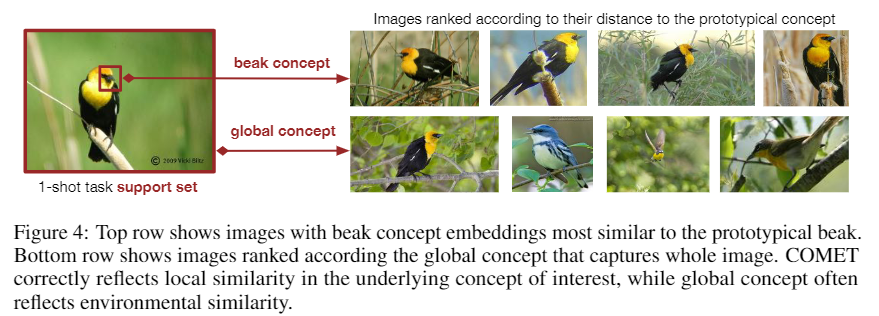 Images ranked according to their distance to the prototypical concept
beak concept
global concept
© 2009 Vicki Blitz
1-shot task support set
Figure 4: Top row shows images with beak concept embeddings most similar to the prototypical beak.
Bottom row shows images ranked according the global concept that captures whole image. COMET
correctly reflects local similarity in the underlying concept of interest, while global concept often
reflects environmental similarity.